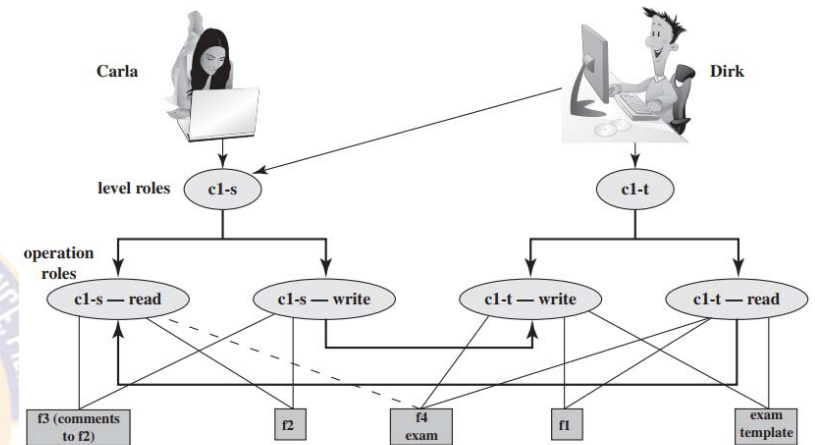 Carla
Dirk
level roles
c1-s
c1-t
operation
roles
c1-s — read
c1-s — write
c1-t — write
c1-t — read
f3 (comments
to f2)
f2
f4
exam
f1
exam
template